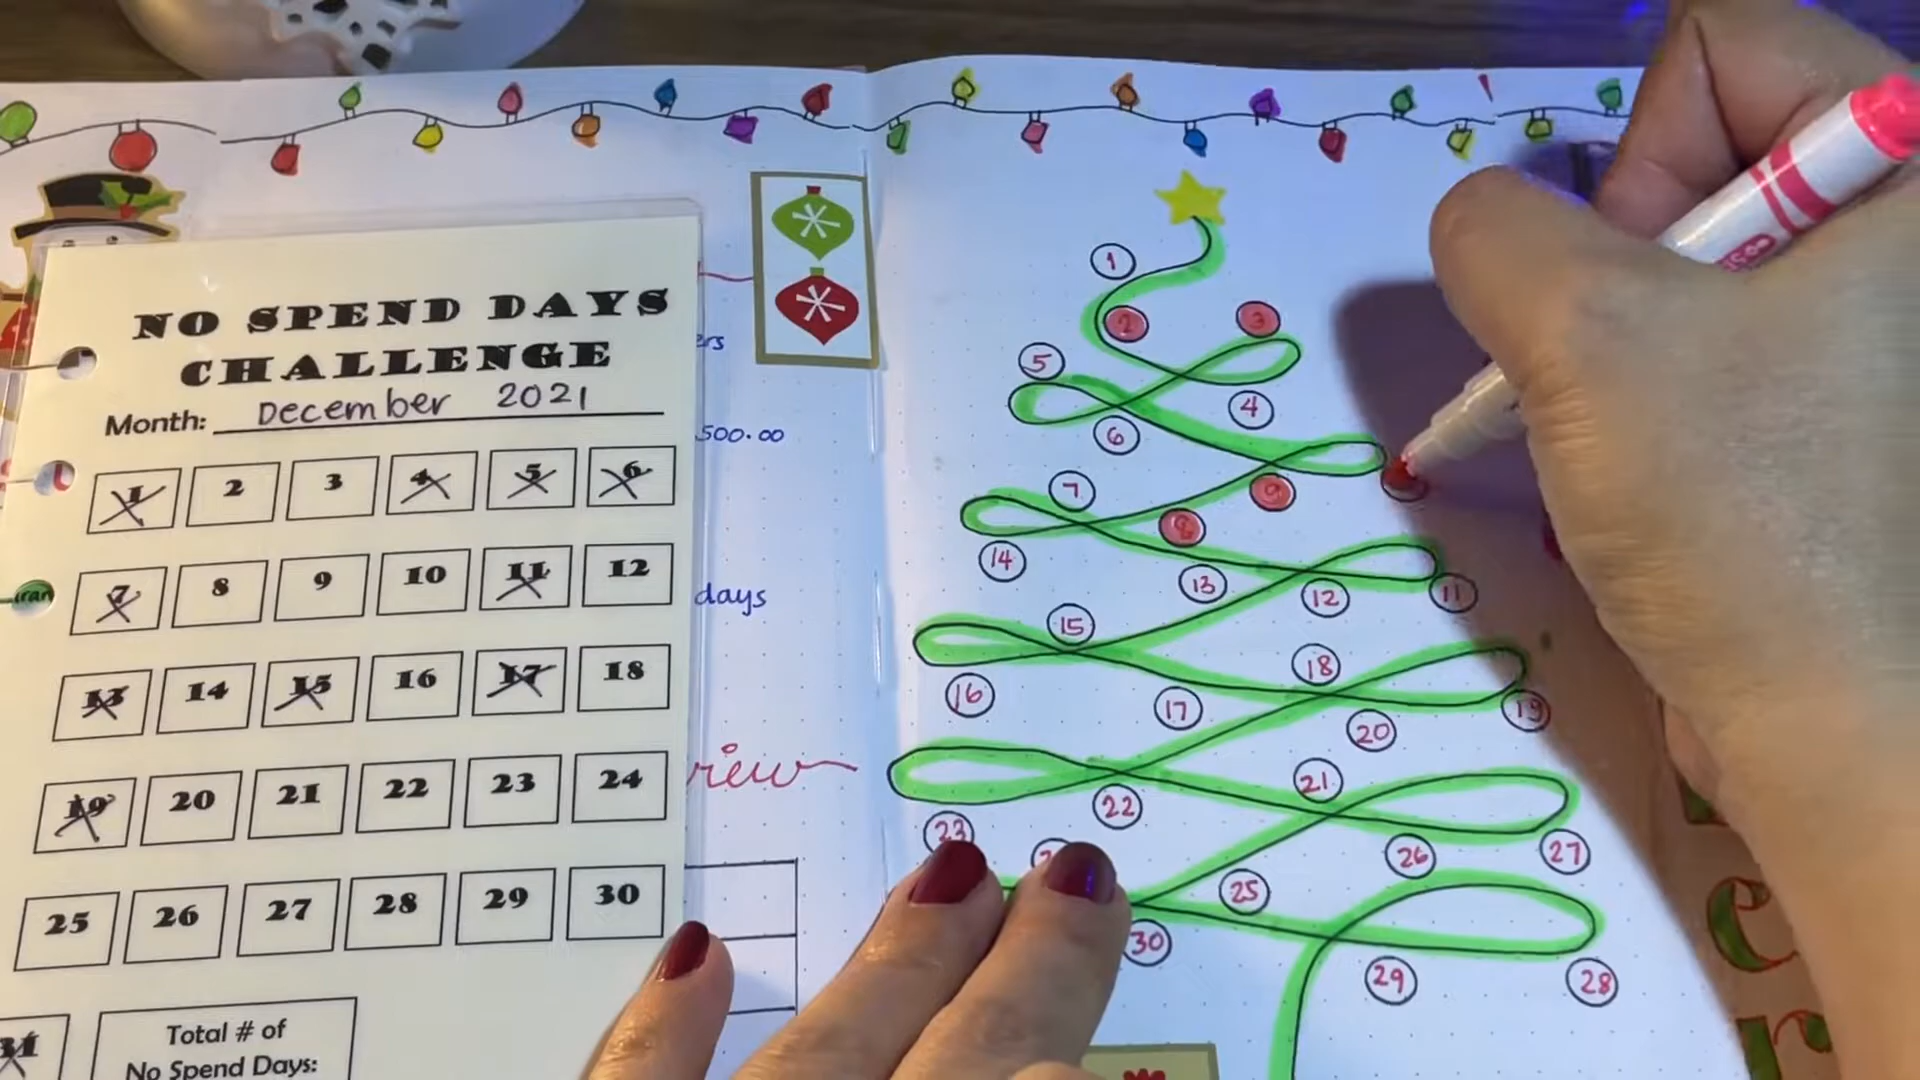 NO SPEND DAYS
CHALLENGE
Month: December 2021
1 2 3 4 5 6
7 8 9 10 11 12
13 14 15 16 17 18
19 20 21 22 23 24
25 26 27 28 29 30
31
Total # of
No Spend Days:
500.00
days
1
2
3
5
4
6
7
9
8
14
13
12
11
15
18
16
17
19
20
21
22
23
26
27
25
30
29
28